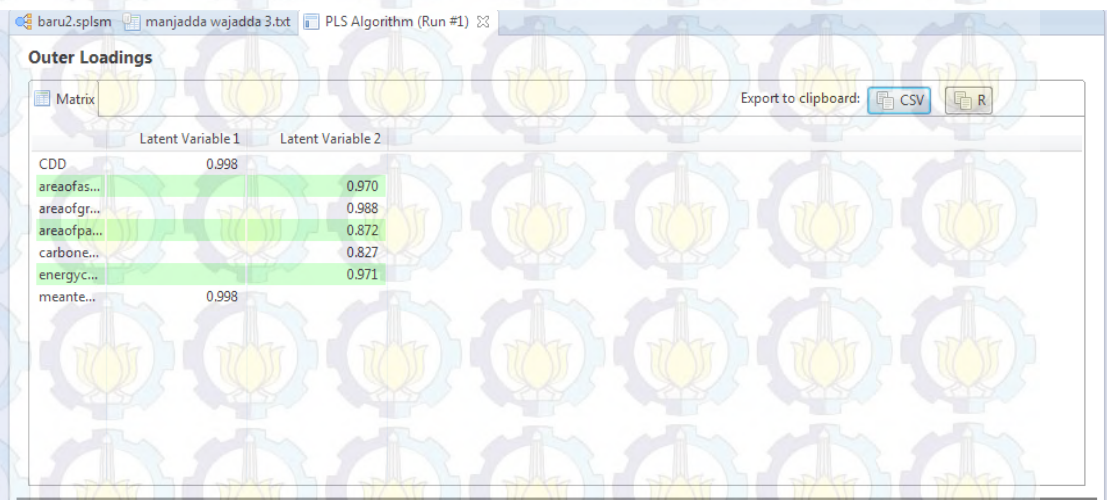 baru2.splsm manjadda wajadda 3.txt PLS Algorithm (Run #1)
Outer Loadings
Matrix Export to clipboard: CSV R
Latent Variable 1 Latent Variable 2
CDD 0.998
areaofas... 0.970
areaofgr... 0.988
areaofpa... 0.872
carbone... 0.827
energyc... 0.971
meante... 0.998